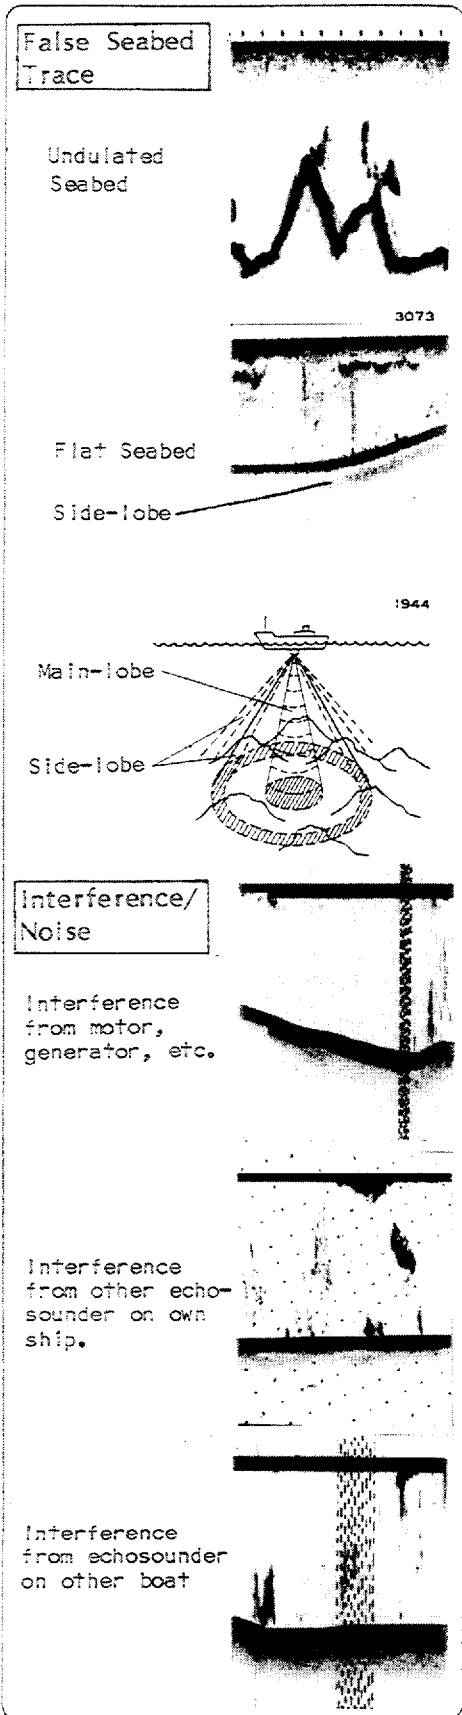 False Seabed
Trace
Undulated
Seabed
3073
Flat Seabed
Side-lobe
1944
Main-lobe
Side-lobe
Interference/
Noise
Interference
from motor,
generator, etc.
Interference
from other echo-
sounder on own
ship.
Interference
from echosounder
on other boat